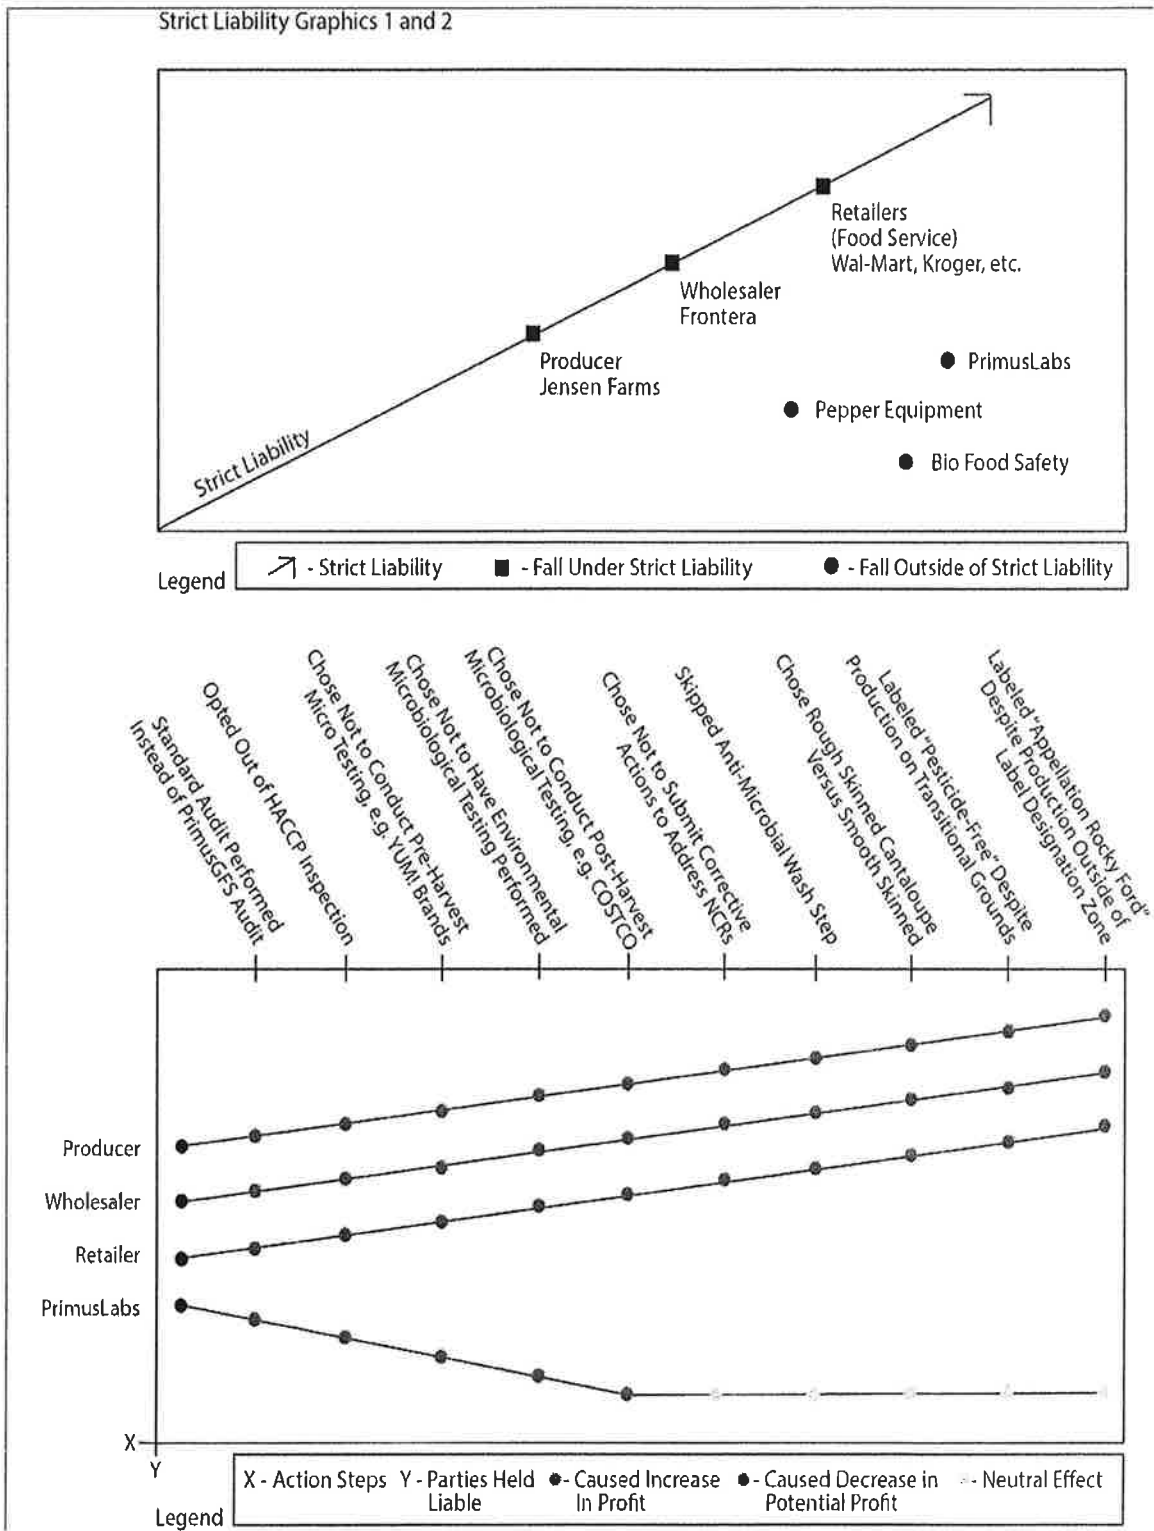 Strict Liability Graphics 1 and 2
Retailers
(Food Service)
Wal-Mart, Kroger, etc.
Wholesaler
Frontera
Producer
Jensen Farms
PrimusLabs
Pepper Equipment
Bio Food Safety
Strict Liability
Legend
- Strict Liability
- Fall Under Strict Liability
- Fall Outside of Strict Liability
Standard Audit Performed
Instead of PrimusGFS Audit
Opted Out of HACCP Inspection
Chose Not to Conduct Pre-Harvest
Micro Testing, e.g. YUMI Brands
Chose Not to Have Environmental
Microbiological Testing Performed
Chose Not to Conduct Post-Harvest
Microbiological Testing, e.g. COSTCO
Chose Not to Submit Corrective
Actions to Address NCRs
Skipped Anti-Microbial Wash Step
Chose Rough Skinned Cantaloupe
Versus Smooth Skinned
Labeled "Pesticide-Free" Despite
Production on Transitional Grounds
Labeled "Appellation Rocky Ford"
Despite Production Outside of
Label Designation Zone
Producer
Wholesaler
Retailer
PrimusLabs
X
Y
Legend
X - Action Steps
Y - Parties Held
Liable
- Caused Increase
In Profit
- Caused Decrease in
Potential Profit
- Neutral Effect